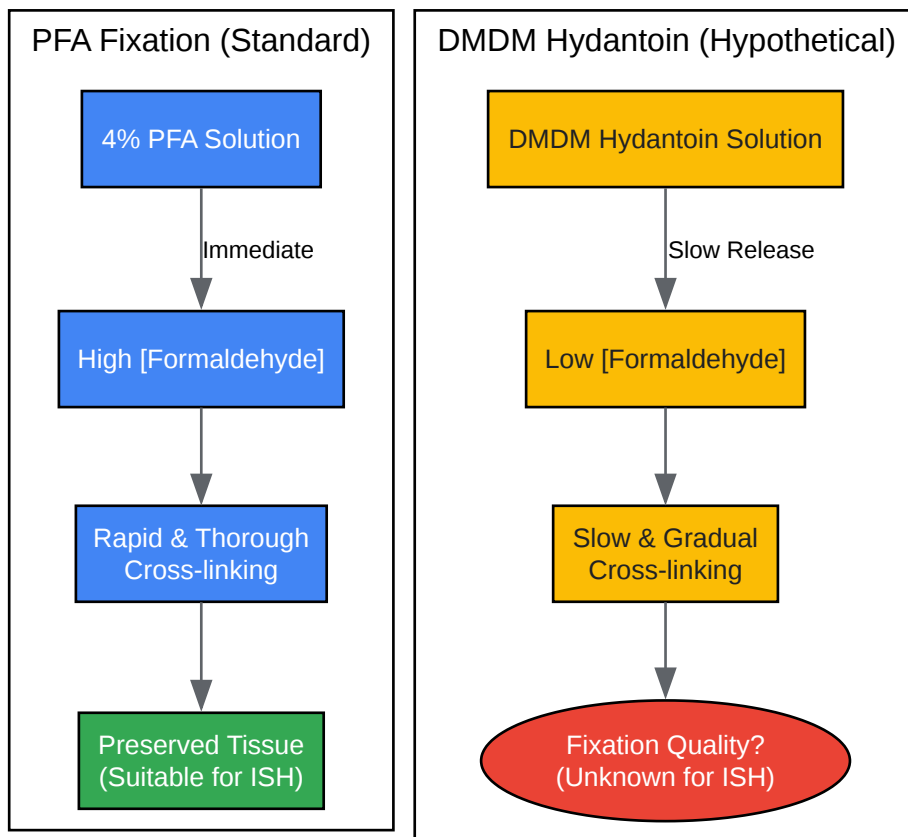 PFA Fixation (Standard)
4% PFA Solution
Immediate
High [Formaldehyde]
Rapid & Thorough
Cross-linking
Preserved Tissue
(Suitable for ISH)
DMDM Hydantoin (Hypothetical)
DMDM Hydantoin Solution
Slow Release
Low [Formaldehyde]
Slow & Gradual
Cross-linking
Fixation Quality?
(Unknown for ISH)